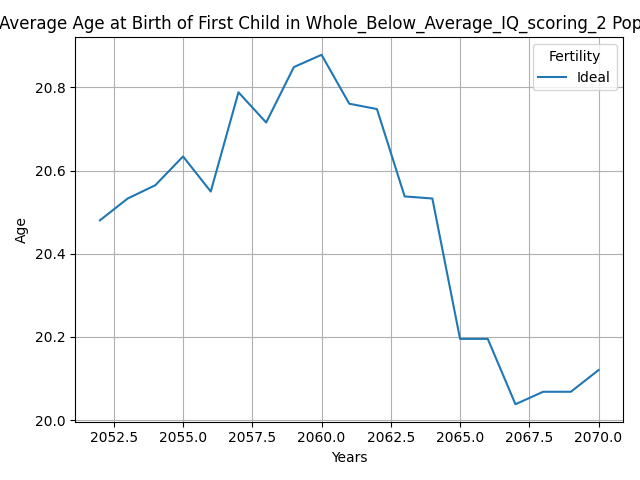 Average Age at Birth of First Child in Whole_Below_Average_IQ_scoring_2 Pop
Fertility
Ideal
20.8
20.6
20.4
20.2
20.0
Age
2052.5 2055.0 2057.5 2060.0 2062.5 2065.0 2067.5 2070.0
Years